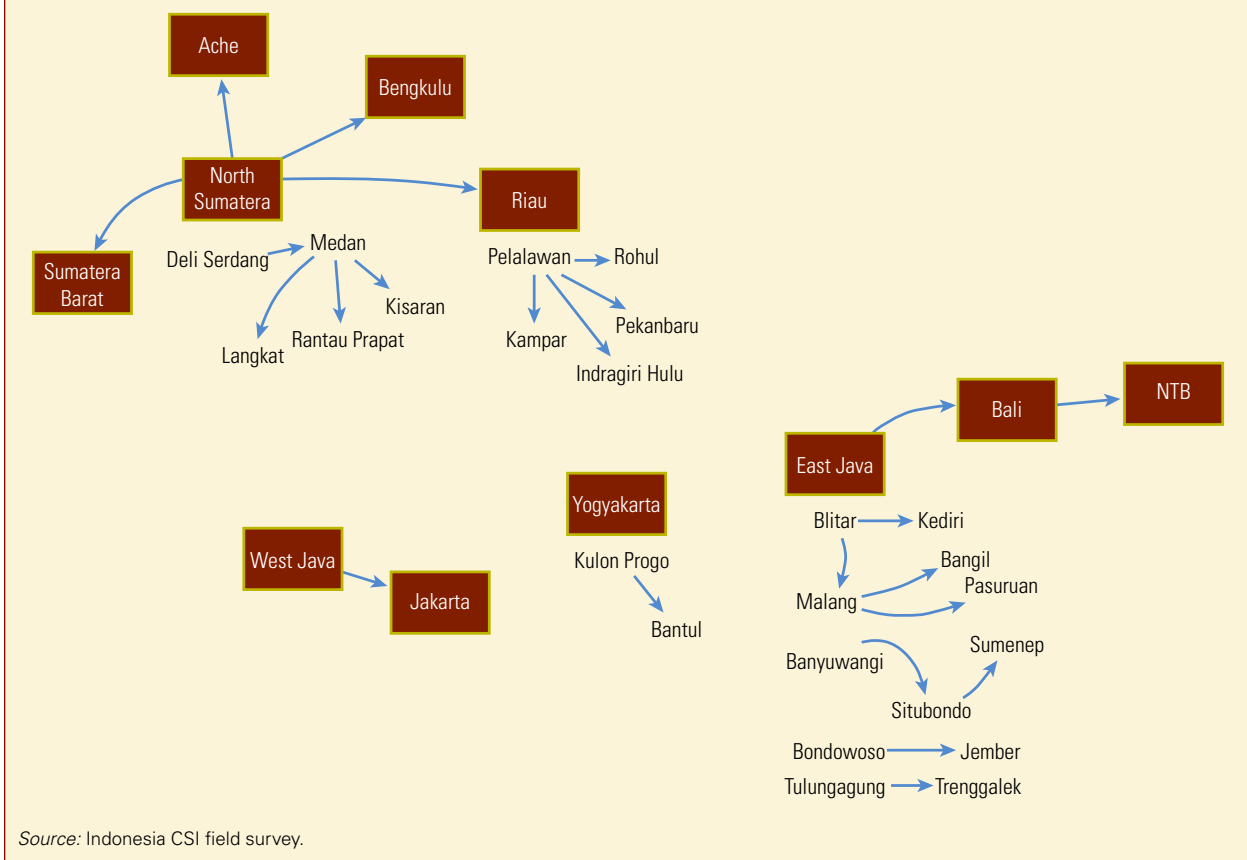 Ache
Bengkulu
North
Sumatera
Riau
Sumatera
Barat
Deli Serdang
Medan
Kisaran
Rantau Prapat
Langkat
Pelalawan
Rohul
Pekanbaru
Kampar
Indragiri Hulu
NTB
Bali
East Java
Yogyakarta
Kulon Progo
Bantul
West Java
Jakarta
Blitar
Kediri
Bangil
Pasuruan
Malang
Banyuwangi
Sumenep
Situbondo
Bondowoso
Jember
Tulungagung
Trenggalek
Source: Indonesia CSI field survey.